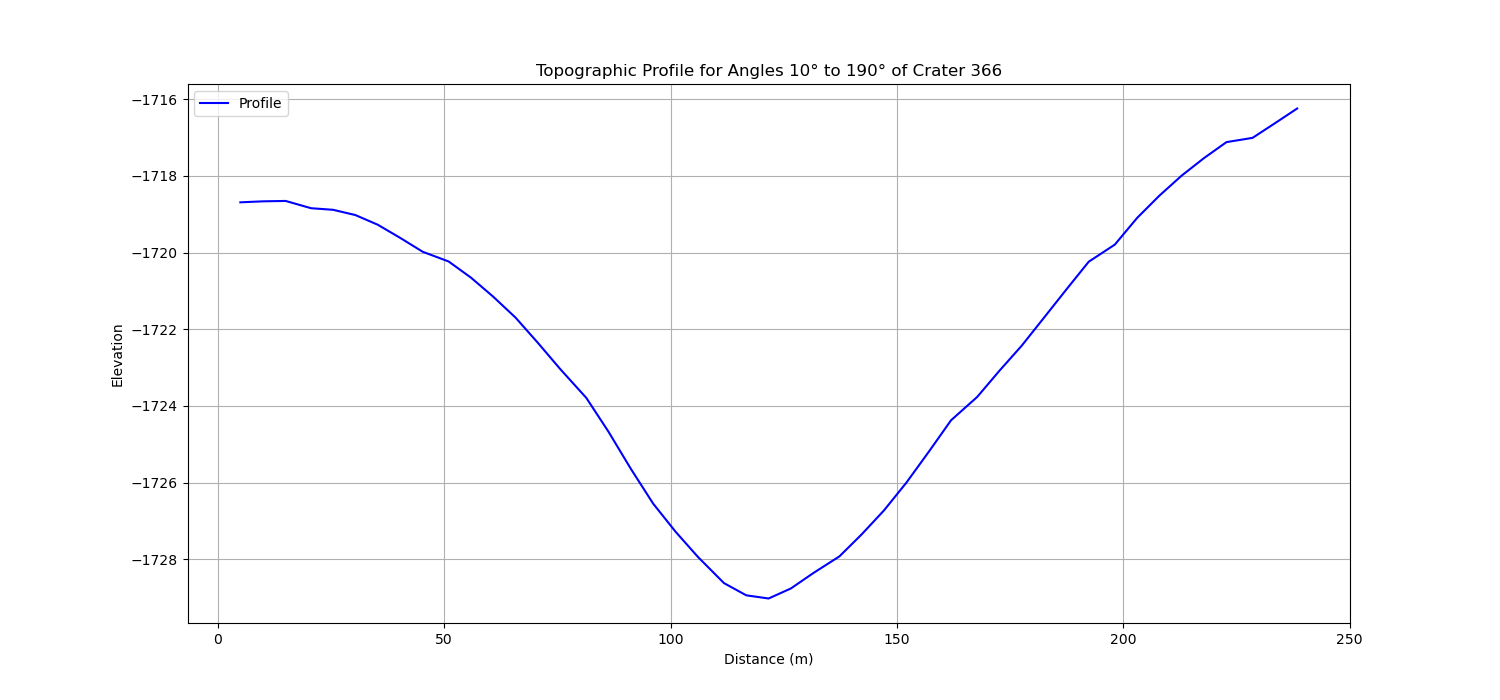 Topographic Profile for Angles 10° to 190° of Crater 366
Profile
−1716
−1718
−1720
−1722
−1724
−1726
−1728
Elevation
0 50 100 150 200 250
Distance (m)